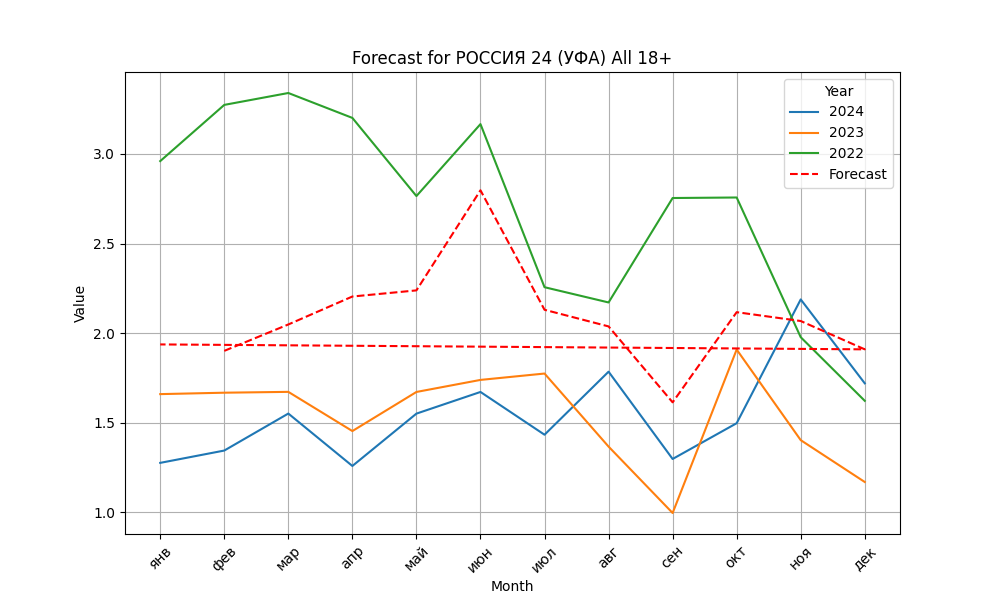 Forecast for РОССИЯ 24 (УФА) All 18+
Year
2024
2023
2022
Forecast
Value
3.0
2.5
2.0
1.5
1.0
янв
фев
мар
апр
май
июн
июл
авг
сен
окт
ноя
дек
Month